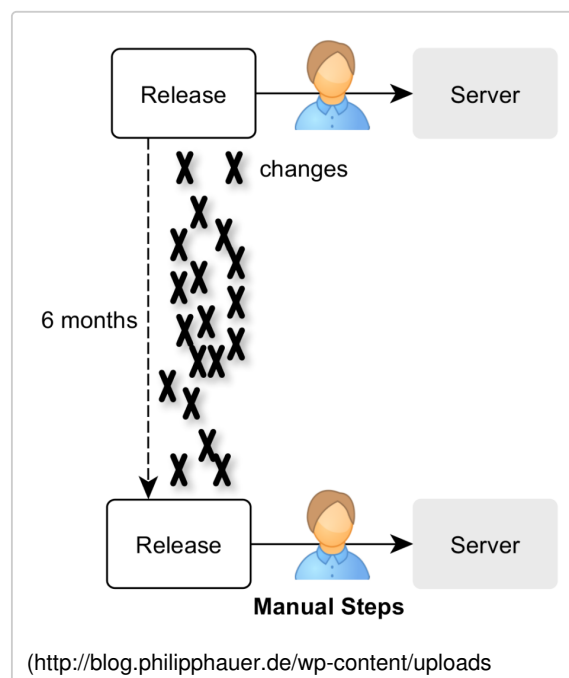 Release
Server
changes
6 months
Release
Server
Manual Steps
(http://blog.philipphauer.de/wp-content/uploads